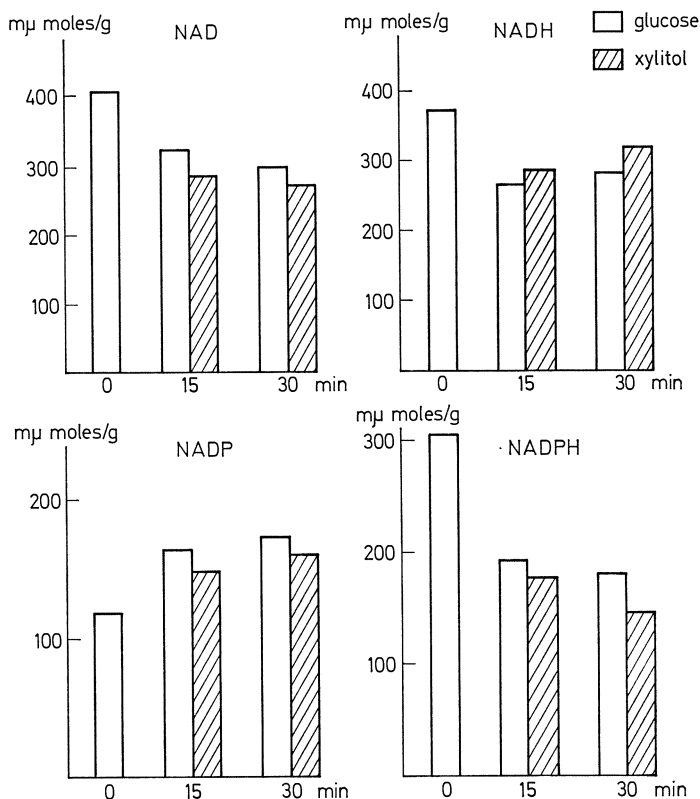 mµ moles/g
NAD
400
300
200
100
0 15 30 min
mµ moles/g
NADH
glucose
xylitol
400
300
200
100
0 15 30 min
mµ moles/g
NADP
200
100
0 15 30 min
mµ moles/g
NADPH
300
200
100
0 15 30 min